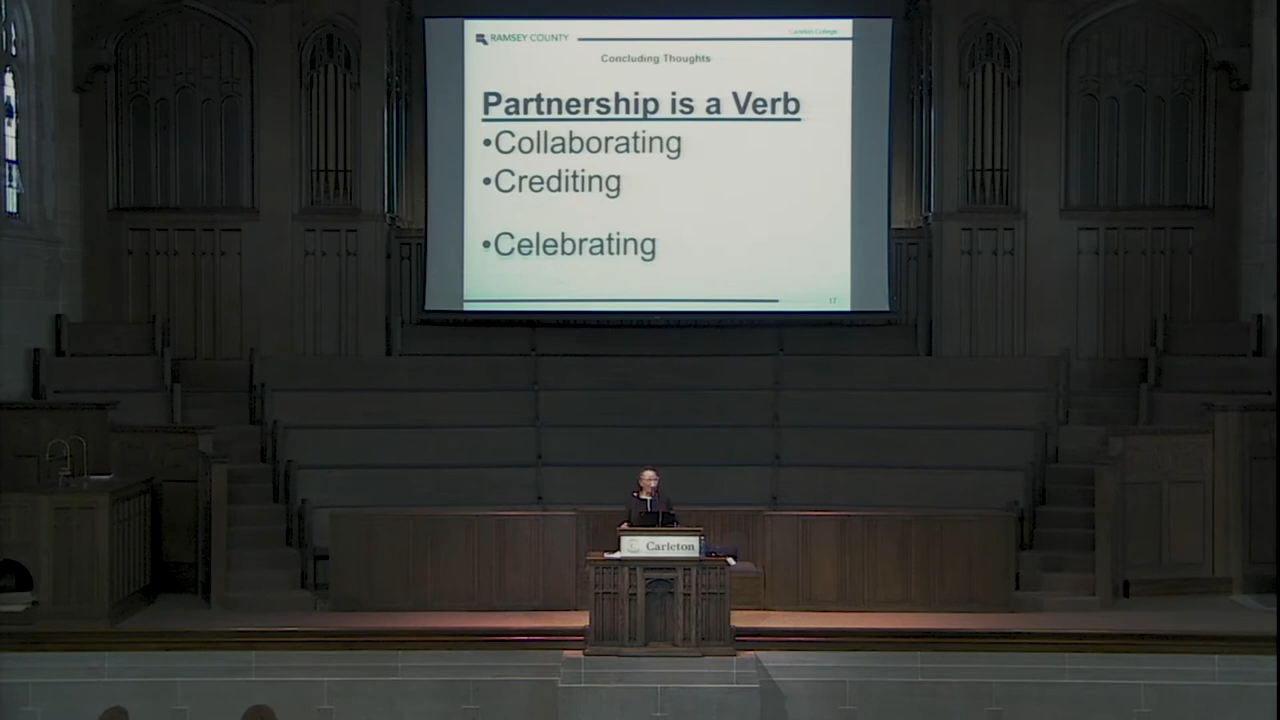 RAMSEY COUNTY
Carleton College
Concluding Thoughts
Partnership is a Verb
•Collaborating
•Crediting
•Celebrating
17
Carleton